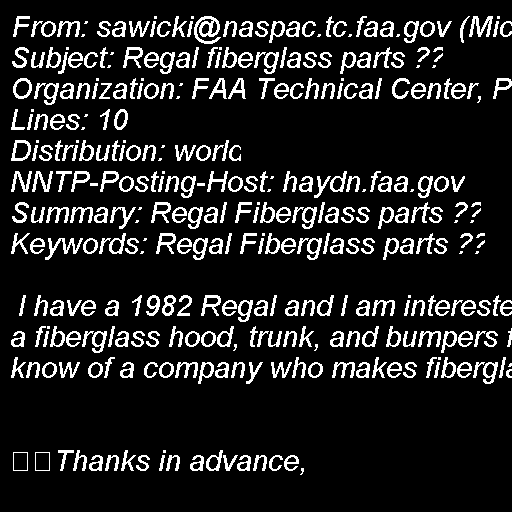 From: sawicki@naspac.tc.faa.gov (Mic
Subject: Regal fiberglass parts ??
Organization: FAA Technical Center, P
Lines: 10
Distribution: world
NNTP-Posting-Host: haydn.faa.gov
Summary: Regal Fiberglass parts ??
Keywords: Regal Fiberglass parts ??
I have a 1982 Regal and I am intereste
a fiberglass hood, trunk, and bumpers f
know of a company who makes fibergla
Thanks in advance,